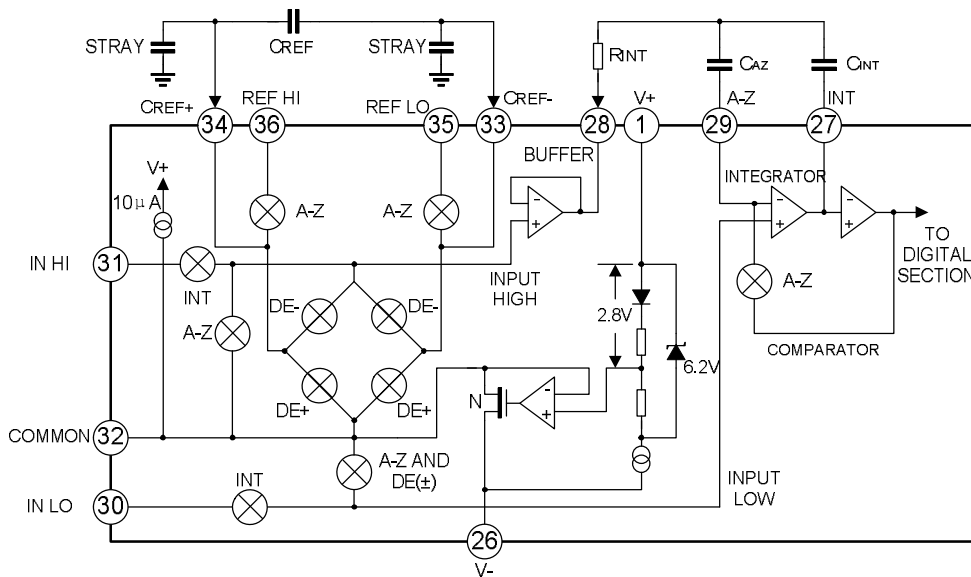 STRAY
CREF
STRAY
RINT
CAZ
CINT
CREF+
REF HI
REF LO
CREF-
V+
A-Z
INT
34
36
35
33
28
1
29
27
BUFFER
V+
10μA
A-Z
A-Z
-
+
INTEGRATOR
-
+
-
+
TO
DIGITAL
SECTION
IN HI
31
INT
INPUT
HIGH
A-Z
DE-
DE-
A-Z
2.8V
COMPARATOR
6.2V
DE+
DE+
N
-
+
COMMON
32
A-Z AND
DE(±)
INT
INPUT
LOW
IN LO
30
26
V-